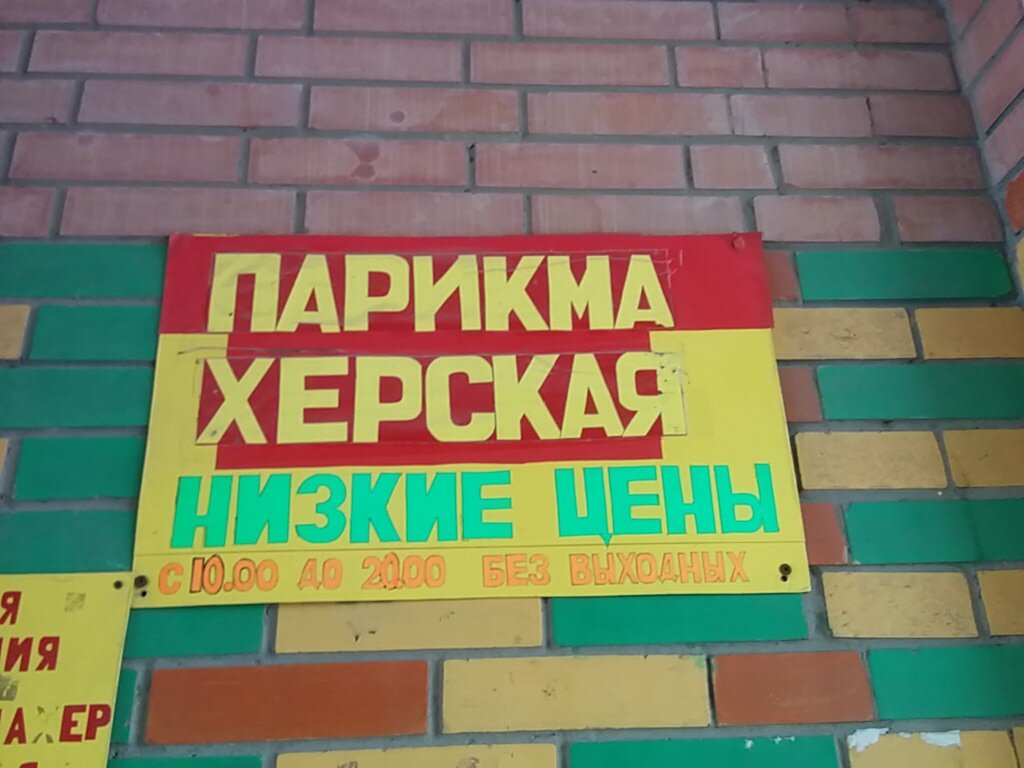 ПАРИКМА
ХЕРСКАЯ
НИЗКИЕ ЦЕНЫ
С 10.00 ДО 20.00 БЕЗ ВЫХОДНЫХ